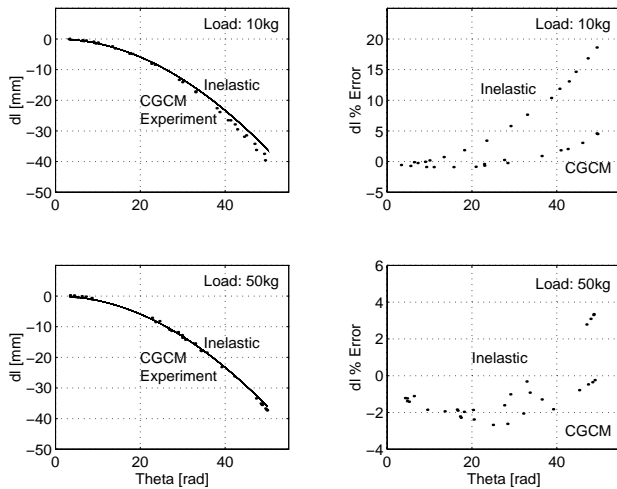 Load: 10kg
0
−10
−20
−30
−40
−50
dl [mm]
Inelastic
CGCM
Experiment
0
20
40
Load: 10kg
20
15
10
5
0
−5
dl % Error
Inelastic
CGCM
0
20
40
Load: 50kg
0
−10
−20
−30
−40
−50
dl [mm]
Inelastic
CGCM
Experiment
0
20
40
Theta [rad]
Load: 50kg
6
4
2
0
−2
−4
dl % Error
Inelastic
CGCM
0
20
40
Theta [rad]